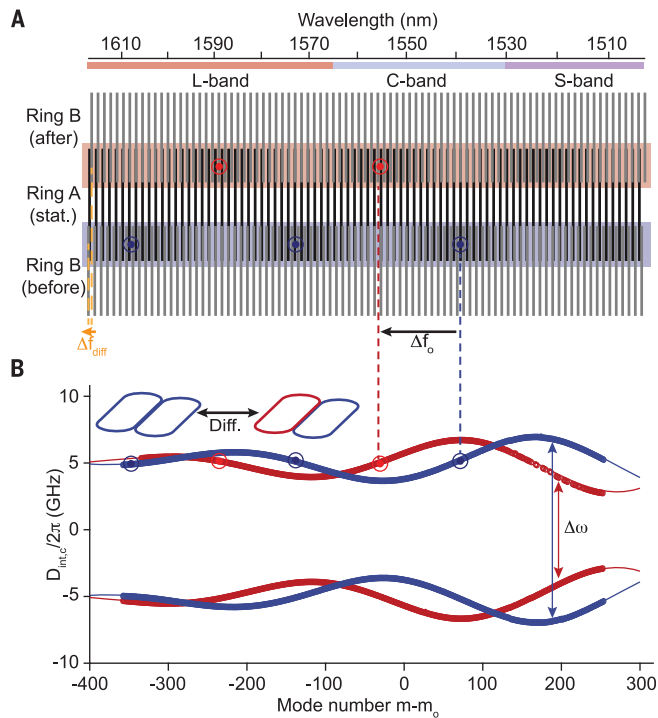 A
Wavelength (nm)
1610 1590 1570 1550 1530 1510
L-band C-band S-band
Ring B
(after)
Ring A
(stat.)
Ring B
(before)
Δf_diff
Δf_o
B
Diff.
Δω
D_int,c/2π (GHz)
10
5
0
-5
-10
-400 -300 -200 -100 0 100 200 300
Mode number m-m_o